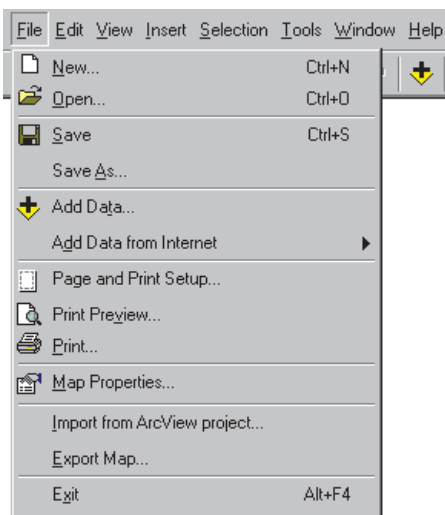 File Edit View Insert Selection Tools Window Help
New... Ctrl+N
Open... Ctrl+O
Save Ctrl+S
Save As...
Add Data...
Add Data from Internet
Page and Print Setup...
Print Preview...
Print...
Map Properties...
Import from ArcView project...
Export Map...
Exit Alt+F4